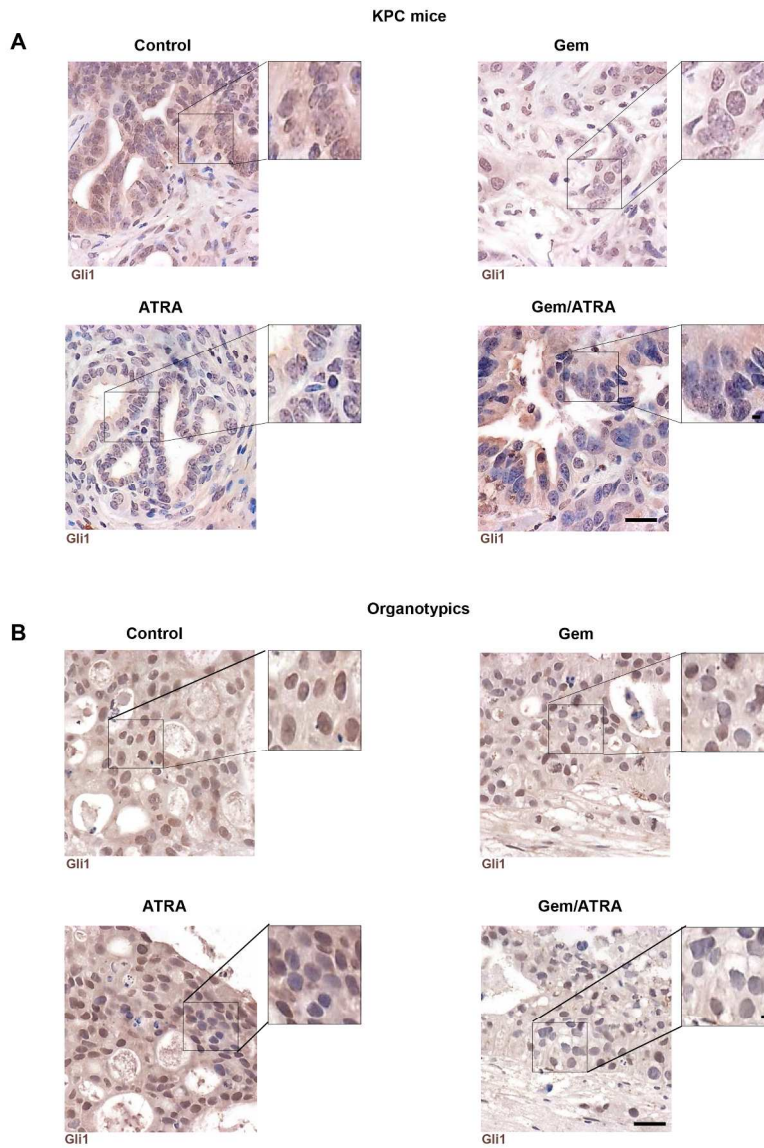 KPC mice
A
Control
Gem
Gli1
Gli1
ATRA
Gem/ATRA
Gli1
Gli1
Organotypics
B
Control
Gem
Gli1
Gli1
ATRA
Gem/ATRA
Gli1
Gli1